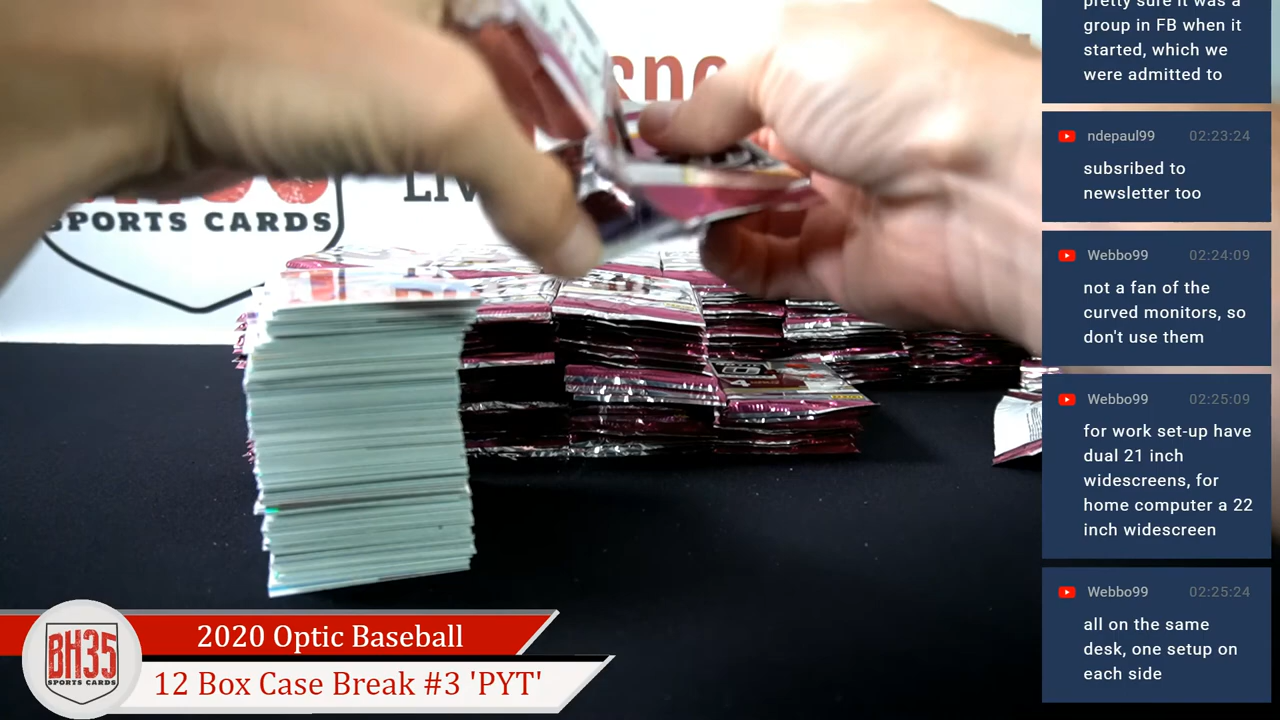 pretty sure it was a
group in FB when it
started, which we
were admitted to
ndepaul99 02:23:24
subsribed to
newsletter too
Webbo99 02:24:09
not a fan of the
curved monitors, so
don't use them
Webbo99 02:25:09
for work set-up have
dual 21 inch
widescreens, for
home computer a 22
inch widescreen
Webbo99 02:25:24
all on the same
desk, one setup on
each side
SPORTS CARDS
2020 Optic Baseball
12 Box Case Break #3 'PYT'
BH35
SPORTS CARDS